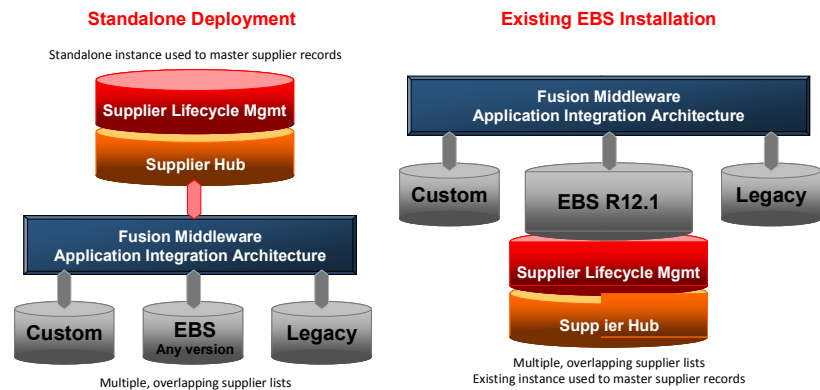 Standalone Deployment
Standalone instance used to master supplier records
Supplier Lifecycle Mgmt
Supplier Hub
Fusion Middleware
Application Integration Architecture
Custom
EBS
Any version
Legacy
Multiple, overlapping supplier lists
Existing EBS Installation
Fusion Middleware
Application Integration Architecture
Custom
EBS R12.1
Legacy
Supplier Lifecycle Mgmt
Supplier Hub
Multiple, overlapping supplier lists
Existing instance used to master supplier records